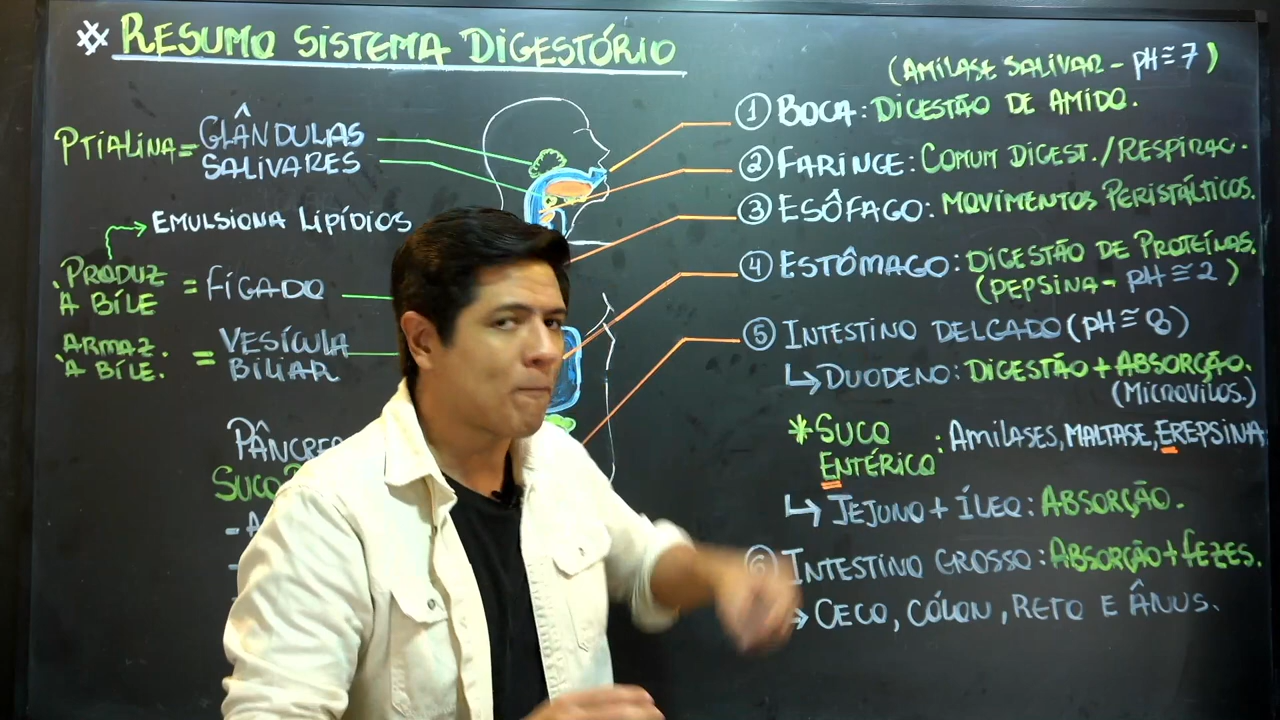 RESUMO SISTEMA DIGESTÓRIO
PTIALINA = GLÂNDULAS
SALIVARES
EMULSIONA LIPÍDIOS
PRODUZ
A BÍLE = FÍGADO
ARMAZ.
A BÍLE. = VESÍCULA
BILIAR
PÂNCRE
SUCO
(AMILASE SALIVAR - pH ≅ 7)
① BOCA: DIGESTÃO DE AMIDO.
② FARINGE: COMUM DIGEST./RESPIRAÇ.
③ ESÔFAGO: MOVIMENTOS PERISTÁLTICOS.
④ ESTÔMAGO: DIGESTÃO DE PROTEÍNAS.
(PEPSINA - pH ≅ 2)
⑤ INTESTINO DELGADO (pH ≅ 8)
↳ DUODENO: DIGESTÃO + ABSORÇÃO.
(MICROVILOS.)
*SUCO
ENTÉRICO: AMILASES, MALTASE, EREPSINA
↳ JEJUNO + ÍLEO: ABSORÇÃO.
⑥ INTESTINO GROSSO: ABSORÇÃO + FEZES.
CECO, CÓLON, RETO E ÂNUS.